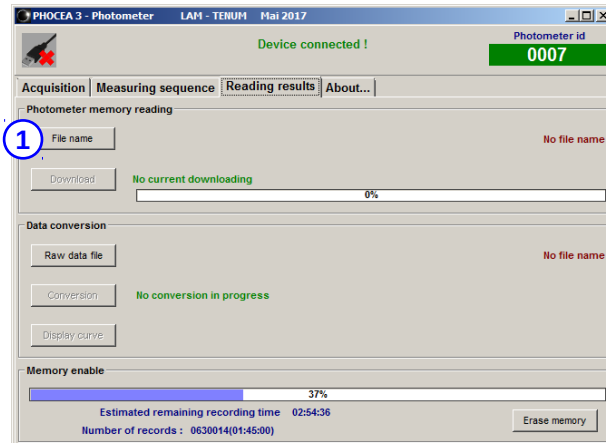 PHOCEA 3 - Photometer LAM - TENUM Mai 2017
Device connected !
Photometer id
0007
Acquisition Measuring sequence Reading results About...
Photometer memory reading
1 File name No file name
Download No current downloading
0%
Data conversion
Raw data file No file name
Conversion No conversion in progress
Display curve
Memory enable
37%
Estimated remaining recording time 02:54:36
Number of records : 0630014(01:45:00)
Erase memory